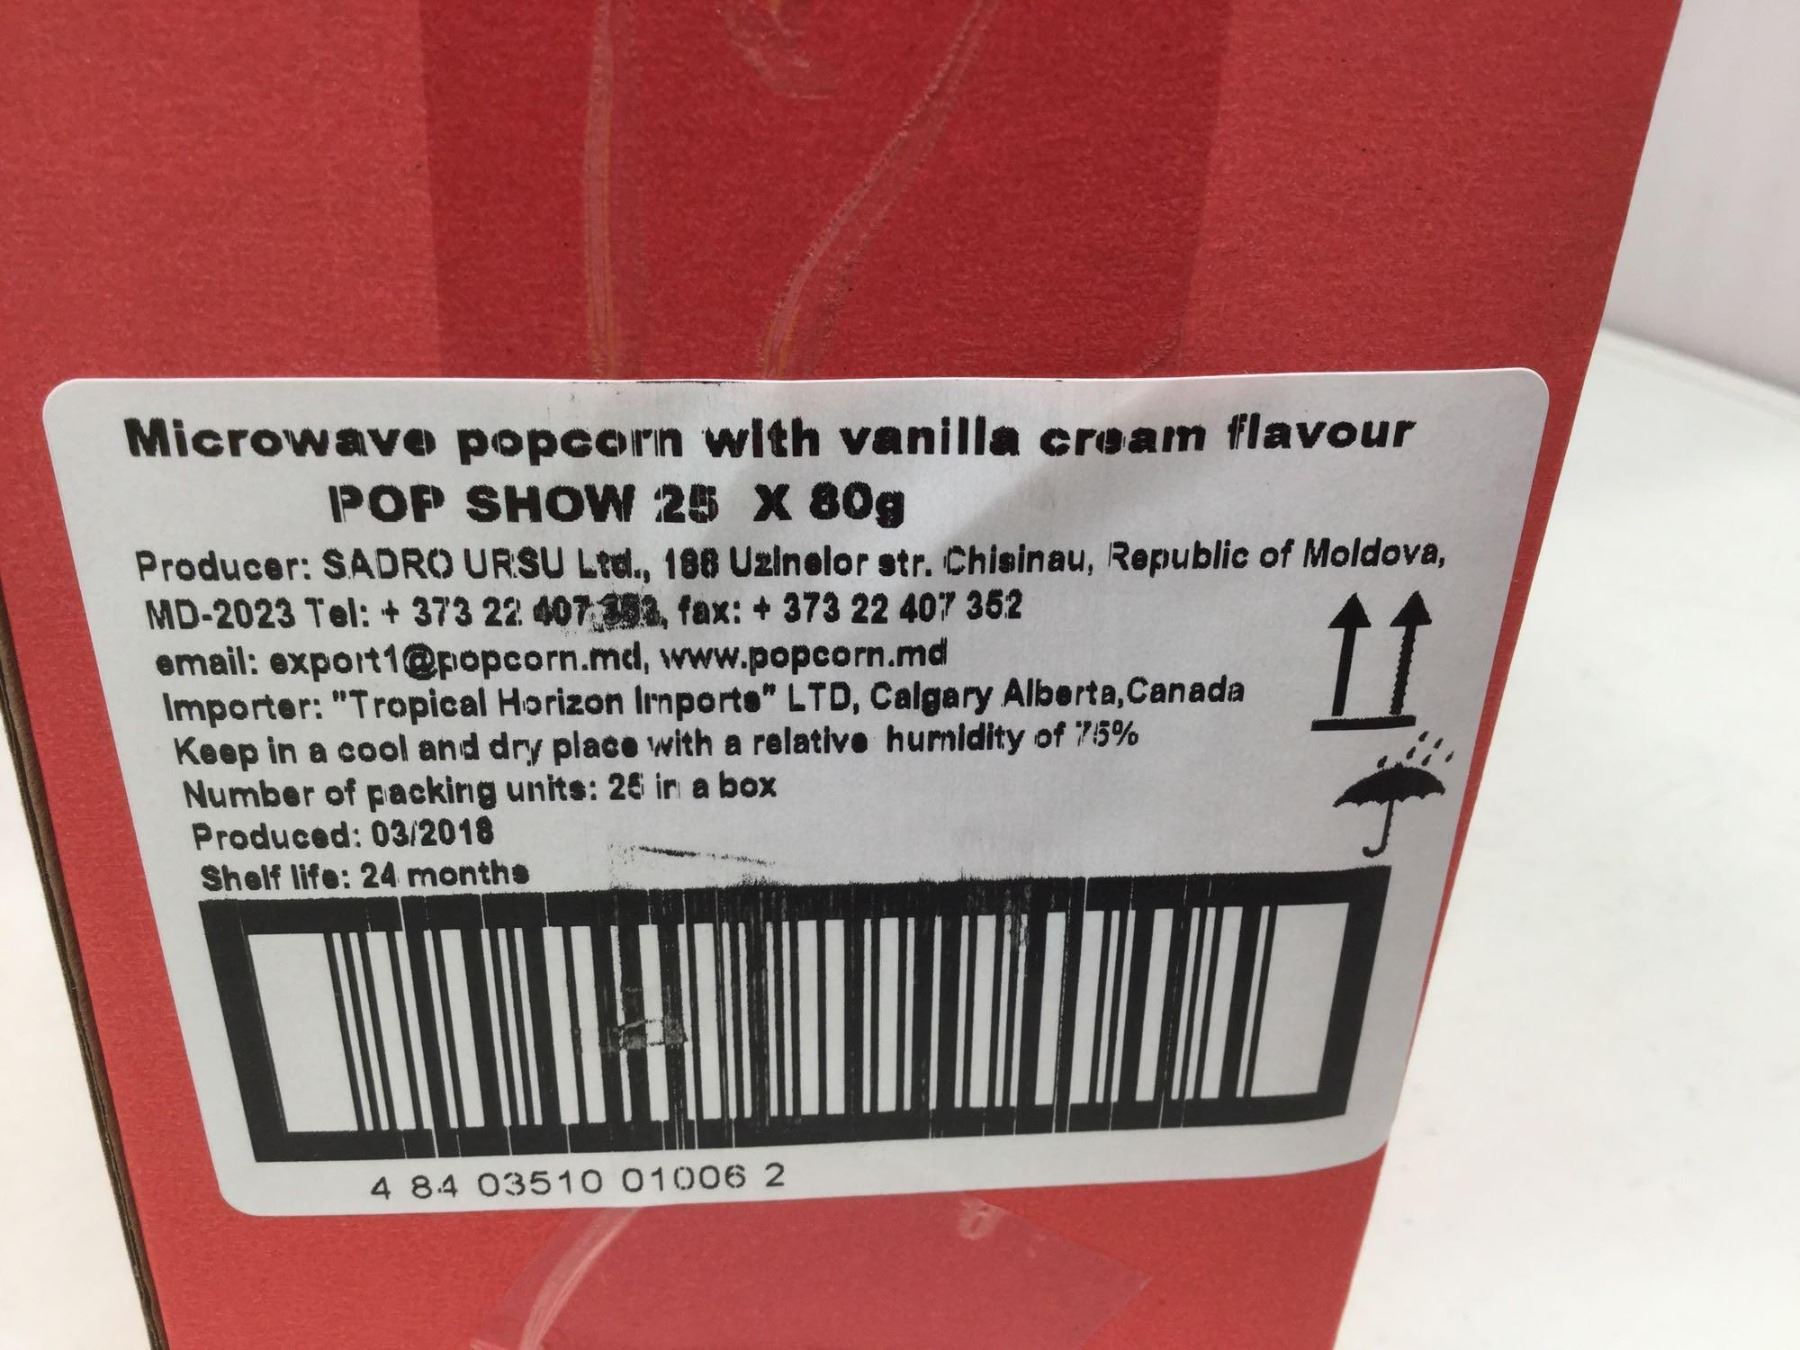 Microwave popcorn with vanilla cream flavour
POP SHOW 25 X 80g
Producer: SADRO URSU Ltd., Uzinelor str. Chisinau, Republic of Moldova,
MD-2023 Tel: + 373 22 407 fax: + 373 22 407 352
email: export1@popcorn.md, www.popcorn.md
Importer: "Tropical Horizon Imports" LTD, Calgary Alberta,Canada
Keep in a cool and dry place with a relative humidity of 75%
Number of packing units: 25 in a box
Produced: 03/2018
Shelf life: 24 months
4 84 03510 01006 2